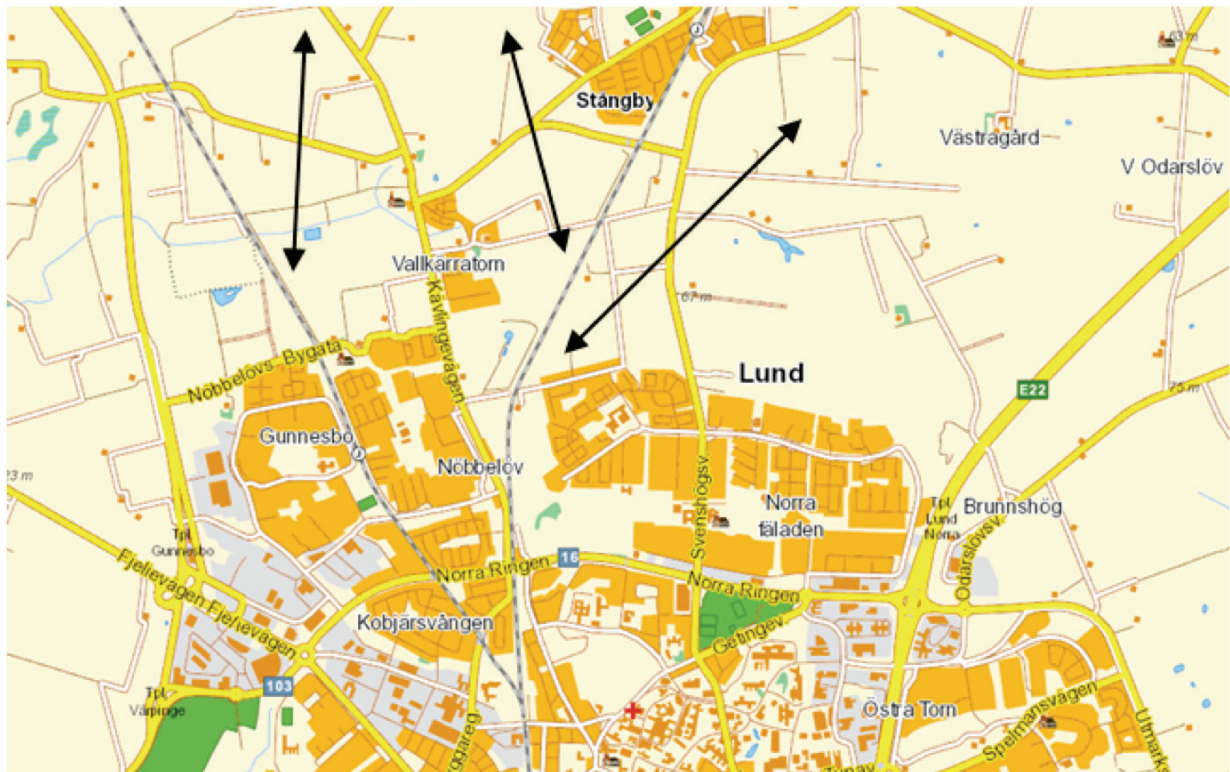 J
63 m
Stångby
Västragård
V Odarslöv
Vallkärratorn
67 m
Kävlingevägen
Nöbbelövs-Bygata
Lund
E22
75 m
Gunnesbo
J
Nöbbelöv
23 m
Svenshögsv
Norra
fäladen
Tpl
Lund
Norra
Brunnshög
Odarslövsv
Tpl
Gunnesbo
Fjelievägen
Fjelievägen
Norra Ringen
16
Norra Ringen
Getingev
Kobjärsvången
103
Tpl
Värpinge
Östra Torn
Spelmansvägen
Utmarks